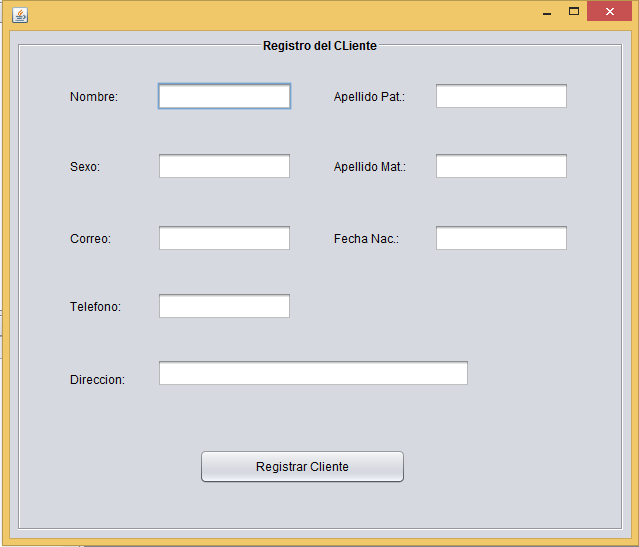 Registro del CLiente
Nombre: Apellido Pat.:
Sexo: Apellido Mat.:
Correo: Fecha Nac.:
Telefono:
Direccion:
Registrar Cliente